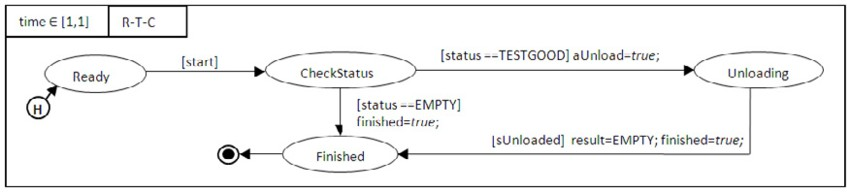 time ∈ [1,1]
R-T-C
[start]
[status ==TESTGOOD] aUnload=true;
Ready
CheckStatus
Unloading
H
[status ==EMPTY]
finished=true;
[sUnloaded] result=EMPTY; finished=true;
Finished